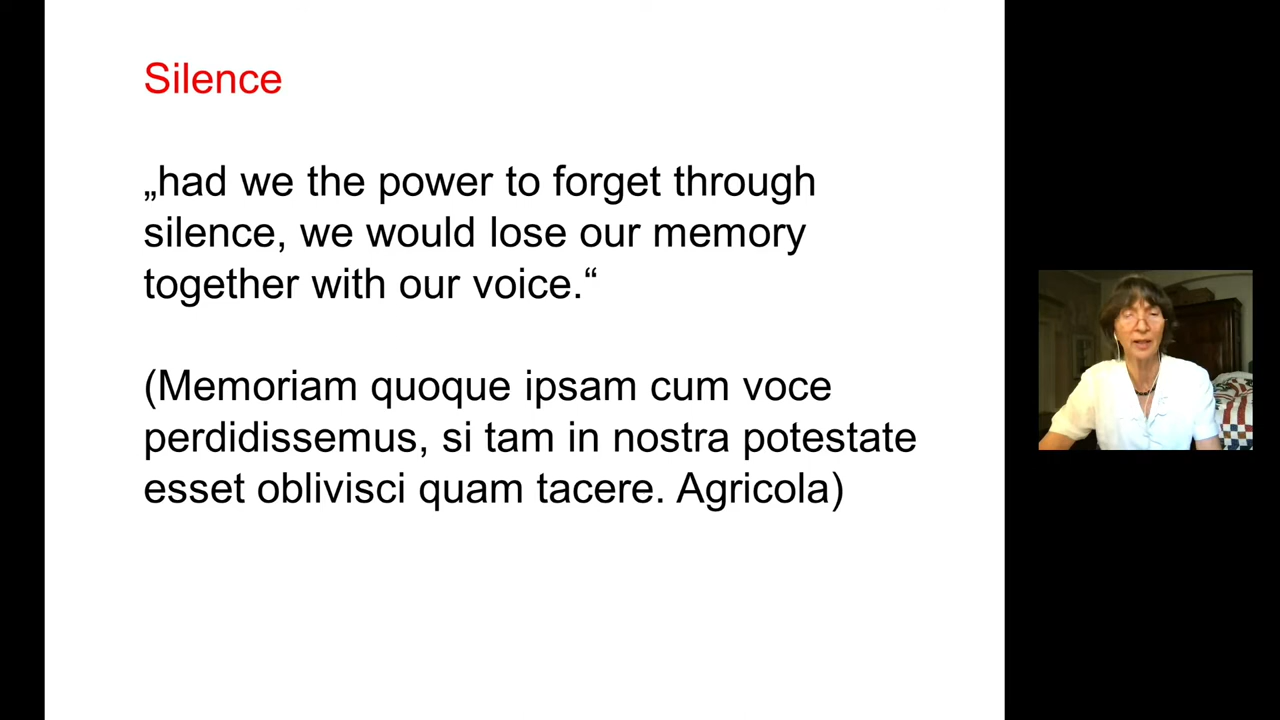 Silence
„had we the power to forget through
silence, we would lose our memory
together with our voice.“
(Memoriam quoque ipsam cum voce
perdidissemus, si tam in nostra potestate
esset oblivisci quam tacere. Agricola)